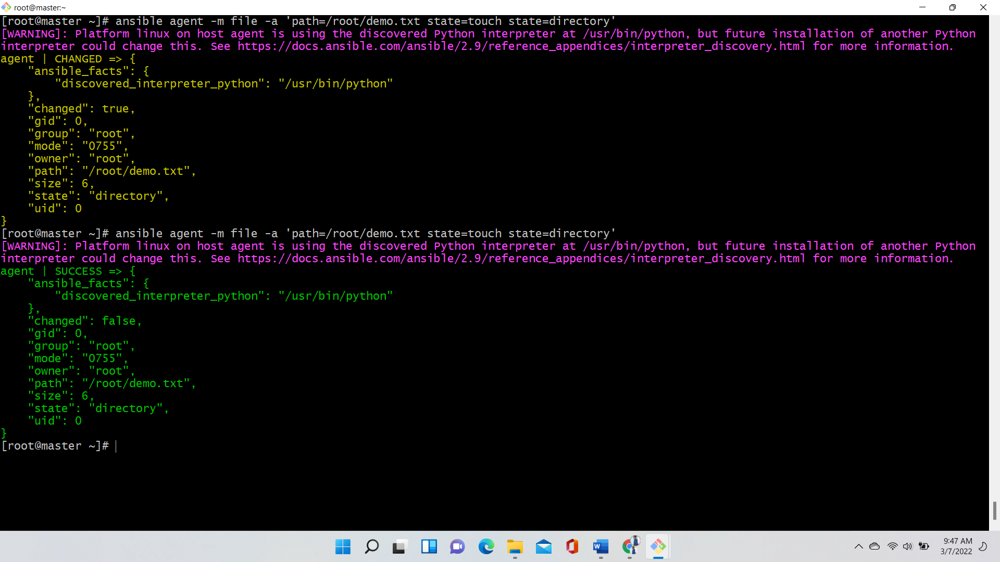 root@master:~
[root@master ~]# ansible agent -m file -a 'path=/root/demo.txt state=touch state=directory'
[WARNING]: Platform linux on host agent is using the discovered Python interpreter at /usr/bin/python, but future installation of another Python
interpreter could change this. See https://docs.ansible.com/ansible/2.9/reference_appendices/interpreter_discovery.html for more information.
agent | CHANGED => {
    "ansible_facts": {
        "discovered_interpreter_python": "/usr/bin/python"
    },
    "changed": true,
    "gid": 0,
    "group": "root",
    "mode": "0755",
    "owner": "root",
    "path": "/root/demo.txt",
    "size": 6,
    "state": "directory",
    "uid": 0
}
[root@master ~]# ansible agent -m file -a 'path=/root/demo.txt state=touch state=directory'
[WARNING]: Platform linux on host agent is using the discovered Python interpreter at /usr/bin/python, but future installation of another Python
interpreter could change this. See https://docs.ansible.com/ansible/2.9/reference_appendices/interpreter_discovery.html for more information.
agent | SUCCESS => {
    "ansible_facts": {
        "discovered_interpreter_python": "/usr/bin/python"
    },
    "changed": false,
    "gid": 0,
    "group": "root",
    "mode": "0755",
    "owner": "root",
    "path": "/root/demo.txt",
    "size": 6,
    "state": "directory",
    "uid": 0
}
[root@master ~]#
W
9:47 AM
3/7/2022